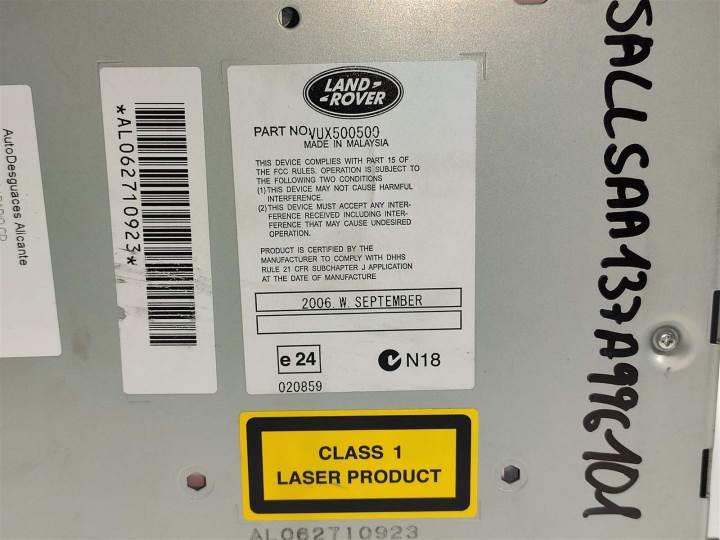 AutoDesguaces Alicante
*AL062710923*
LAND-
-ROVER
PART NO. VUX500500
MADE IN MALAYSIA
THIS DEVICE COMPLIES WITH PART 15 OF
THE FCC RULES. OPERATION IS SUBJECT TO
THE FOLLOWING TWO CONDITIONS
(1)THIS DEVICE MAY NOT CAUSE HARMFUL
INTERFERENCE.
(2)THIS DEVICE MUST ACCEPT ANY INTER-
FERENCE RECEIVED INCLUDING INTER-
FERENCE THAT MAY CAUSE UNDESIRED
OPERATION.
PRODUCT IS CERTIFIED BY THE
MANUFACTURER TO COMPLY WITH DHHS
RULE 21 CFR SUBCHAPTER J APPLICATION
AT THE DATE OF MANUFACTURE
2006. W. SEPTEMBER
e 24
N18
020859
CLASS 1
LASER PRODUCT
AL062710923
SALLSAA137A996101